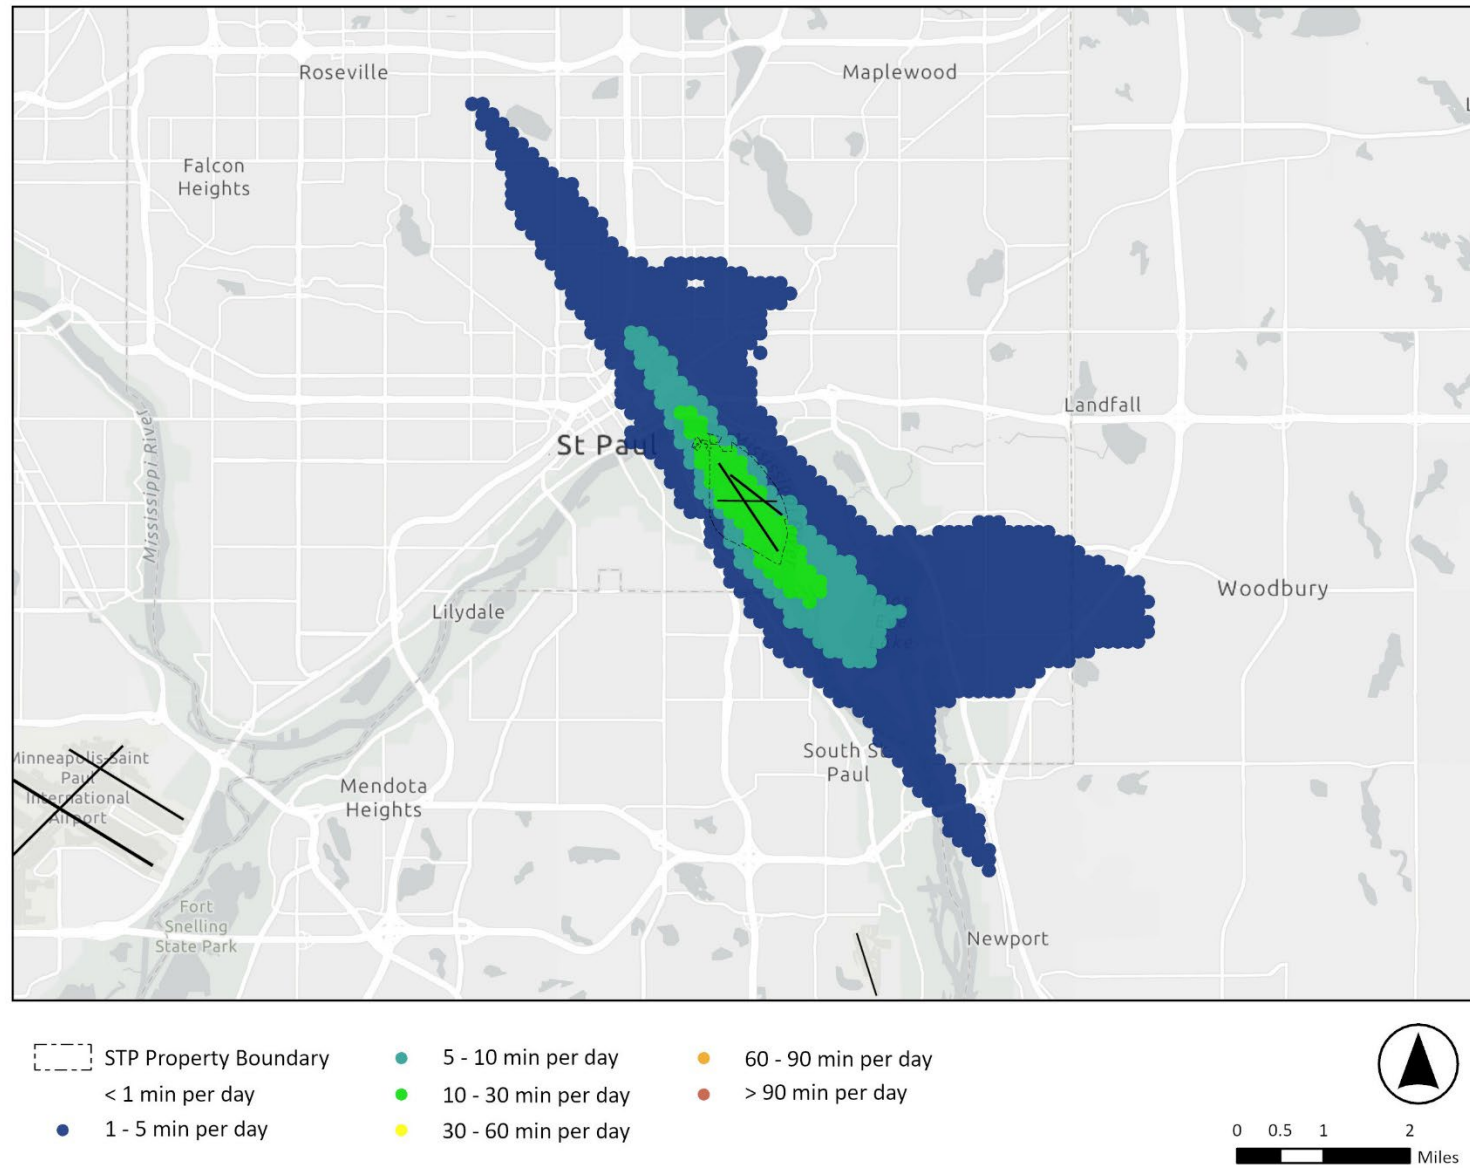 Roseville
Maplewood
L
Falcon
Heights
Mississippi River
St Paul
Landfall
Woodbury
Lilydale
Lake
South St
Paul
Minneapolis-Saint
Paul
International
Airport
Mendota
Heights
Fort
Snelling
State Park
Newport
STP Property Boundary
< 1 min per day
1 - 5 min per day
5 - 10 min per day
10 - 30 min per day
30 - 60 min per day
60 - 90 min per day
> 90 min per day
0 0.5 1 2
Miles